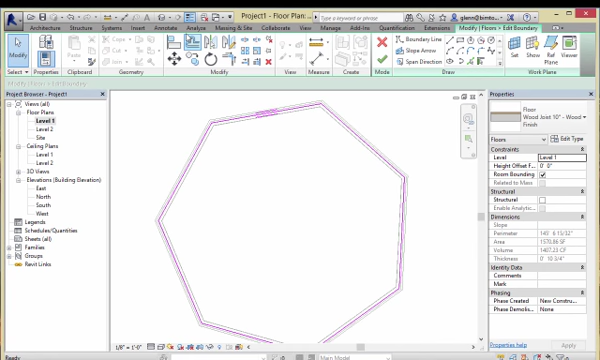 Project1 - Floor Plan:
Type a keyword or phrase
glenn@bimto...
Architecture Structure Systems Insert Annotate Analyze Massing & Site Collaborate View Manage Add-Ins Quantification Extensions Modify | Floors > Edit Boundary
Modify
Properties
Paste
Boundary Line
Slope Arrow
Span Direction
Set
Show
Ref Plane
Viewer
Select
Properties
Clipboard
Geometry
Modify
View
Measure
Create
Mode
Draw
Work Plane
Modify | Floors > Edit Boundary
Project Browser - Project1
Views (all)
Floor Plans
Level 1
Level 2
Site
Ceiling Plans
Level 1
Level 2
3D Views
Elevations (Building Elevation)
East
North
South
West
Legends
Schedules/Quantities
Sheets (all)
Families
Groups
Revit Links
Properties
Floor
Wood Joist 10" - Wood
Finish
Floors
Edit Type
Constraints
Level Level 1
Height Offset F... 0' 0"
Room Bounding
Related to Mass
Structural
Structural
Enable Analytic...
Dimensions
Slope
Perimeter 145' 6 15/32"
Area 1570.86 SF
Volume 1407.23 CF
Thickness 0' 10 3/4"
Identity Data
Comments
Mark
Phasing
Phase Created New Constru...
Phase Demolis... None
Properties help
Apply
1/8" = 1'-0"
Main Model